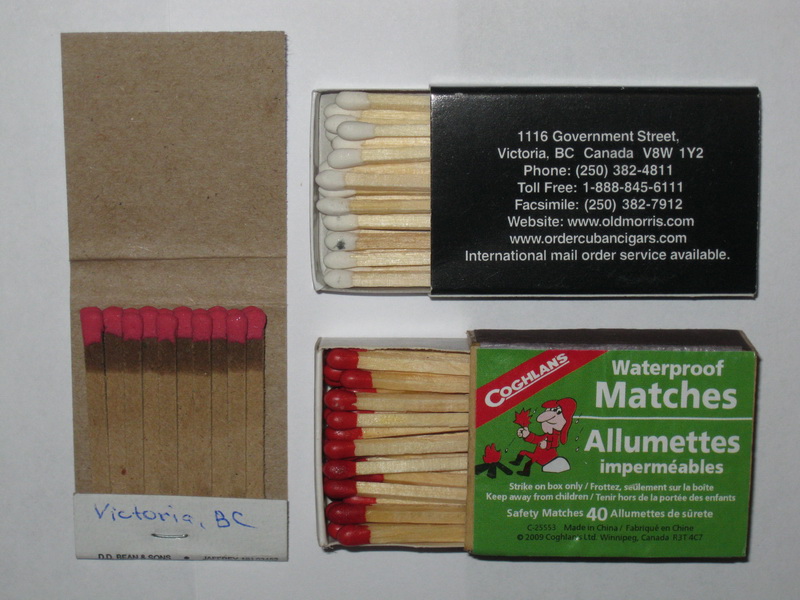 1116 Government Street,
Victoria, BC Canada V8W 1Y2
Phone: (250) 382-4811
Toll Free: 1-888-845-6111
Facsimile: (250) 382-7912
Website: www.oldmorris.com
www.ordercubancigars.com
International mail order service available.
COGHLAN'S
Waterproof
Matches
Allumettes
imperméables
Strike on box only / Frottez, seulement sur la boîte
Keep away from children / Tenir hors de la portée des enfants
Safety Matches 40 Allumettes de sûrete
C-25553 Made in China / Fabriqué en Chine
© 2009 Coghlan's Ltd. Winnipeg, Canada R3T 4C7
Victoria, BC
D.D. BEAN & SONS